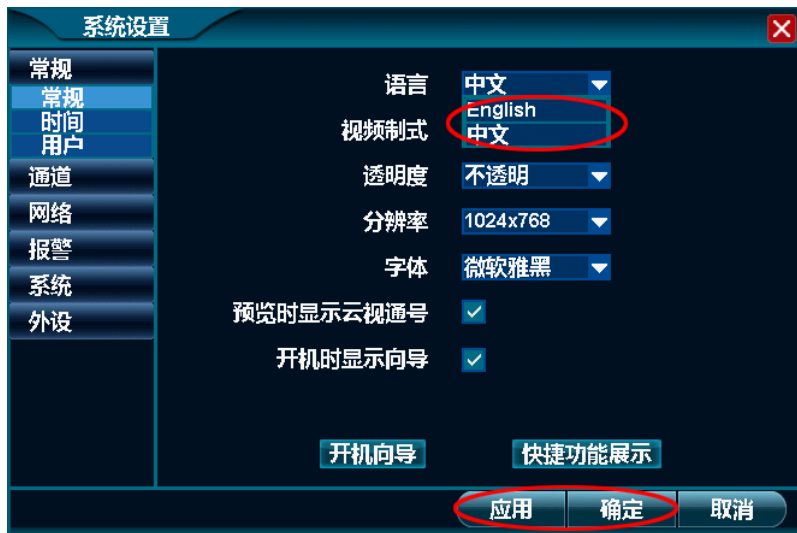 系统设置
常规
常规
时间
用户
通道
网络
报警
系统
外设
语言 中文
English
视频制式 中文
透明度 不透明
分辨率 1024x768
字体 微软雅黑
预览时显示云视通号
开机时显示向导
开机向导 快捷功能展示
应用 确定 取消